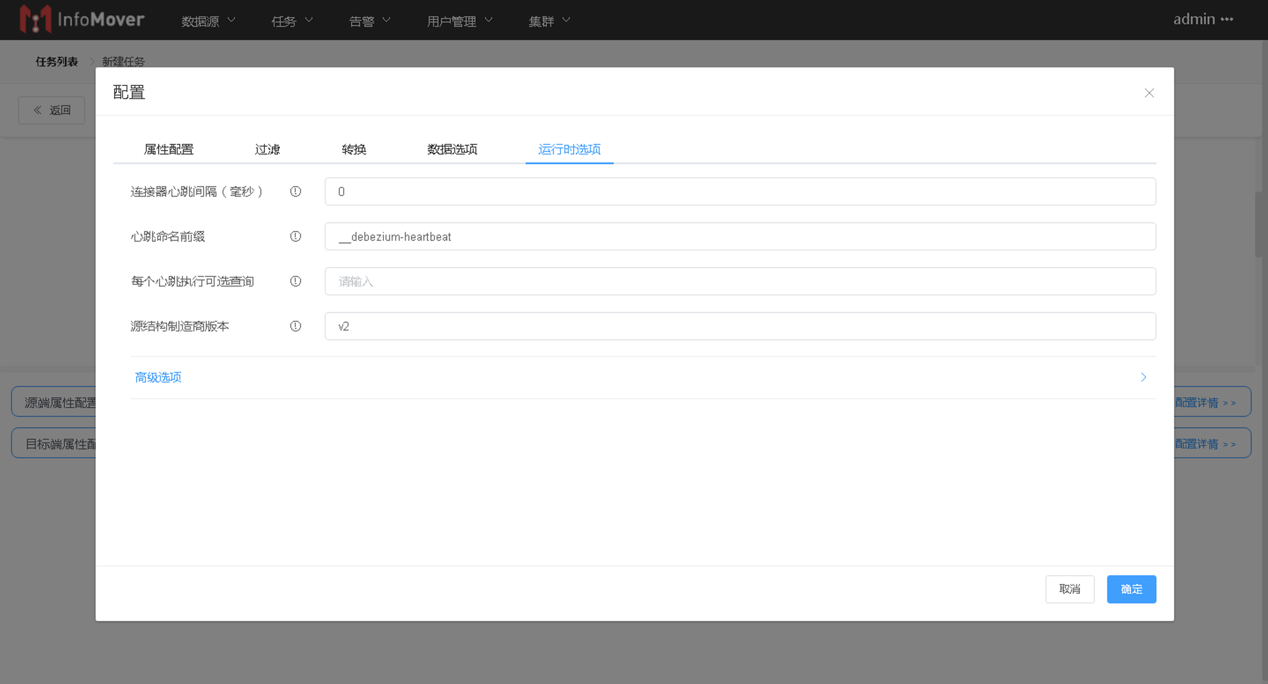 InfoMover 数据源 任务 告警 用户管理 集群 admin
任务列表 新建任务
配置
返回
属性配置 过滤 转换 数据选项 运行时选项
连接器心跳间隔（毫秒） 0
心跳命名前缀 __debezium-heartbeat
每个心跳执行可选查询 请输入
源结构制造商版本 v2
高级选项
源端属性配置 配置详情 >>
目标端属性配 配置详情 >>
取消 确定